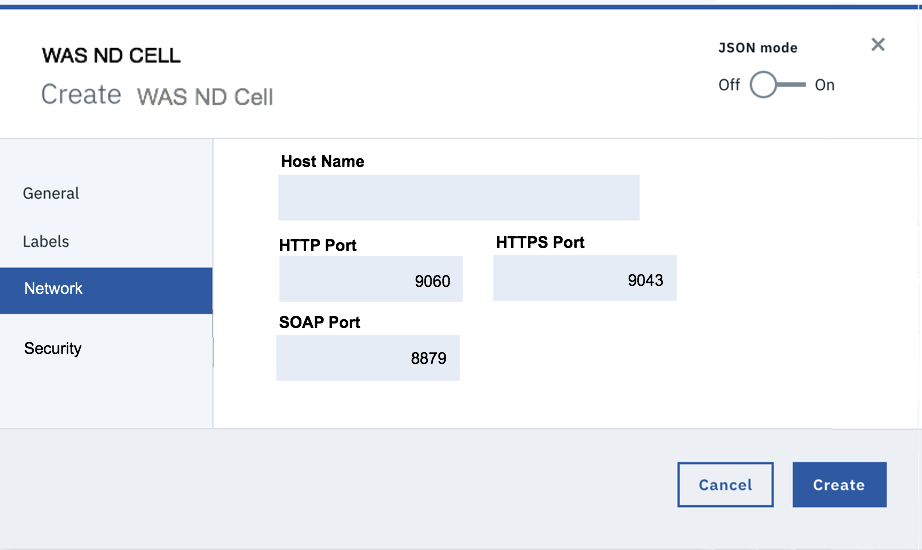 WAS ND CELL
Create WAS ND Cell
JSON mode
Off On
General
Labels
Network
Security
Host Name
HTTP Port
9060
HTTPS Port
9043
SOAP Port
8879
Cancel
Create